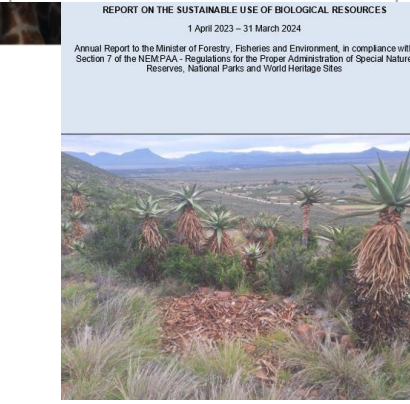 REPORT ON THE SUSTAINABLE USE OF BIOLOGICAL RESOURCES
1 April 2023 – 31 March 2024
Annual Report to the Minister of Forestry, Fisheries and Environment, in compliance with
Section 7 of the NEM:PAA - Regulations for the Proper Administration of Special Nature
Reserves, National Parks and World Heritage Sites